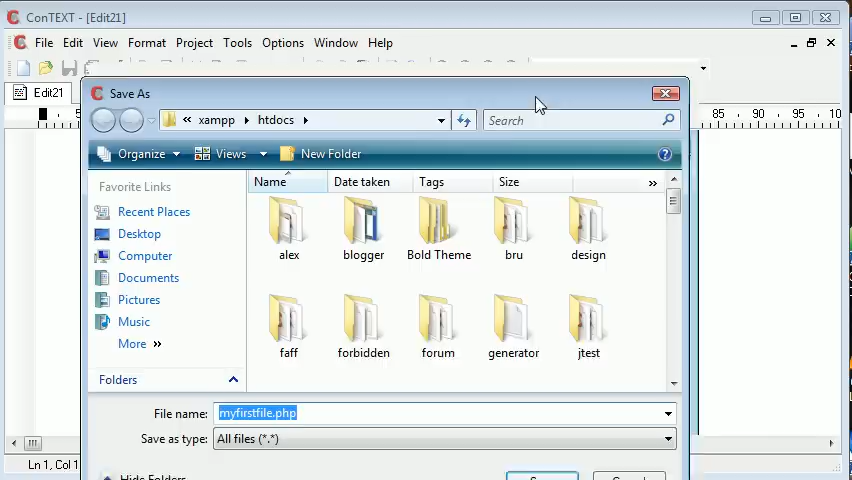 ConTEXT - [Edit21]
File Edit View Format Project Tools Options Window Help
Edit21
Save As
« xampp htdocs
Search
Organize Views New Folder
Favorite Links
Recent Places
Desktop
Computer
Documents
Pictures
Music
More »
Folders
Name Date taken Tags Size »
alex blogger Bold Theme bru design
faff forbidden forum generator jtest
File name: myfirstfile.php
Save as type: All files (*.*)
Hide Folders
85 90 95 10
Ln 1, Col 1